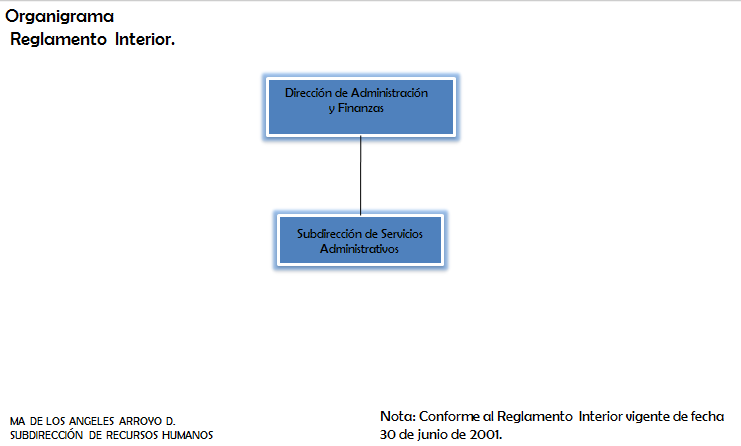 Organigrama
Reglamento Interior.
Dirección de Administración
y Finanzas
Subdirección de Servicios
Administrativos
MA DE LOS ANGELES ARROYO D.
SUBDIRECCIÓN DE RECURSOS HUMANOS
Nota: Conforme al Reglamento Interior vigente de fecha
30 de junio de 2001.